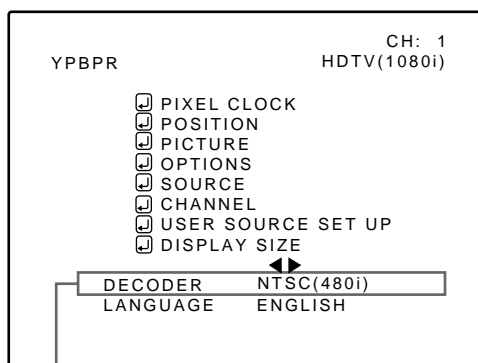 CH: 1
YPBPR HDTV(1080i)
PIXEL CLOCK
POSITION
PICTURE
OPTIONS
SOURCE
CHANNEL
USER SOURCE SET UP
DISPLAY SIZE
DECODER NTSC(480i)
LANGUAGE ENGLISH